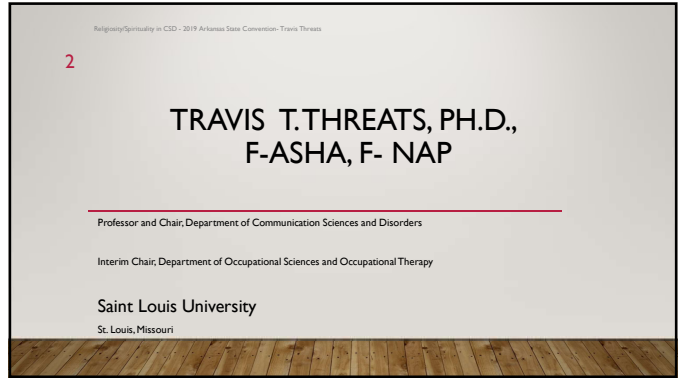 Religiosity/Spirituality in CSD - 2019 Arkansas State Convention- Travis Threats
2
TRAVIS T. THREATS, PH.D.,
F-ASHA, F- NAP
Professor and Chair, Department of Communication Sciences and Disorders
Interim Chair, Department of Occupational Sciences and Occupational Therapy
Saint Louis University
St. Louis, Missouri